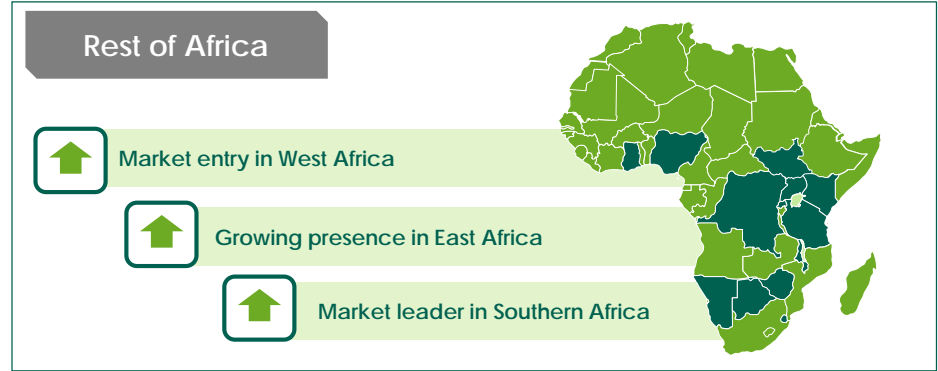 Rest of Africa
Market entry in West Africa
Growing presence in East Africa
Market leader in Southern Africa